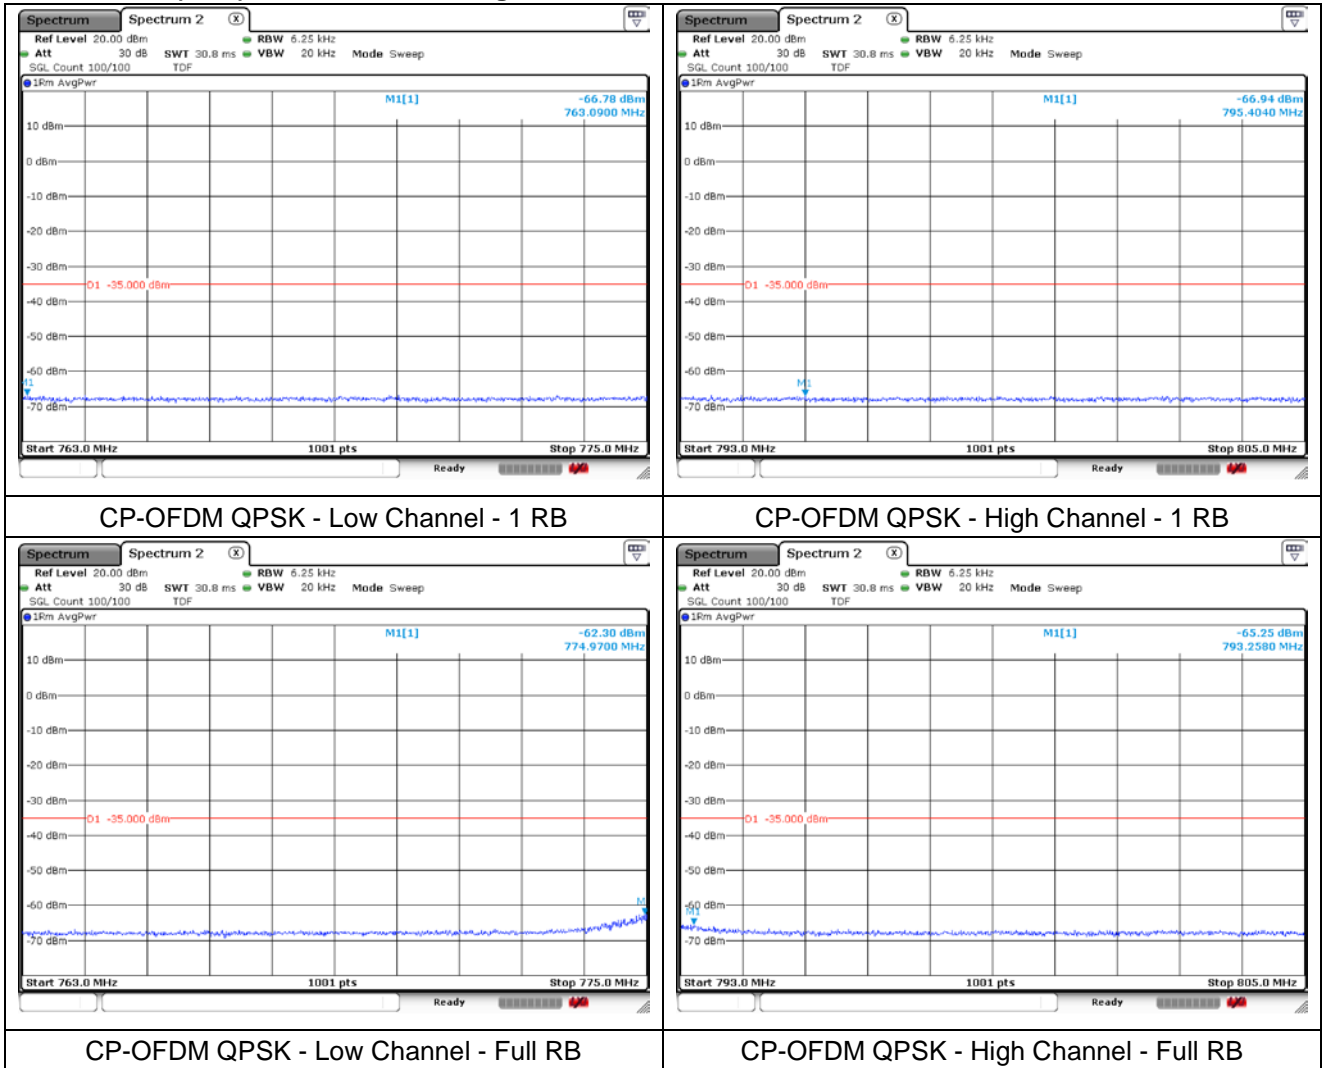 Spectrum Spectrum 2 X
Ref Level 20.00 dBm RBW 6.25 kHz
Att 30 dB SWT 30.8 ms VBW 20 kHz Mode Sweep
SGL Count 100/100 TDF
1Rm AvgPwr
M1[1] -66.78 dBm
763.0900 MHz
10 dBm
0 dBm
-10 dBm
-20 dBm
-30 dBm
D1 -35.000 dBm
-40 dBm
-50 dBm
-60 dBm
M1
-70 dBm
Start 763.0 MHz 1001 pts Stop 775.0 MHz
Ready
CP-OFDM QPSK - Low Channel - 1 RB
Spectrum Spectrum 2 X
Ref Level 20.00 dBm RBW 6.25 kHz
Att 30 dB SWT 30.8 ms VBW 20 kHz Mode Sweep
SGL Count 100/100 TDF
1Rm AvgPwr
M1[1] -66.94 dBm
795.4040 MHz
10 dBm
0 dBm
-10 dBm
-20 dBm
-30 dBm
D1 -35.000 dBm
-40 dBm
-50 dBm
-60 dBm
M1
-70 dBm
Start 793.0 MHz 1001 pts Stop 805.0 MHz
Ready
CP-OFDM QPSK - High Channel - 1 RB
Spectrum Spectrum 2 X
Ref Level 20.00 dBm RBW 6.25 kHz
Att 30 dB SWT 30.8 ms VBW 20 kHz Mode Sweep
SGL Count 100/100 TDF
1Rm AvgPwr
M1[1] -62.30 dBm
774.9700 MHz
10 dBm
0 dBm
-10 dBm
-20 dBm
-30 dBm
D1 -35.000 dBm
-40 dBm
-50 dBm
-60 dBm
M
-70 dBm
Start 763.0 MHz 1001 pts Stop 775.0 MHz
Ready
CP-OFDM QPSK - Low Channel - Full RB
Spectrum Spectrum 2 X
Ref Level 20.00 dBm RBW 6.25 kHz
Att 30 dB SWT 30.8 ms VBW 20 kHz Mode Sweep
SGL Count 100/100 TDF
1Rm AvgPwr
M1[1] -65.25 dBm
793.2580 MHz
10 dBm
0 dBm
-10 dBm
-20 dBm
-30 dBm
D1 -35.000 dBm
-40 dBm
-50 dBm
-60 dBm
M1
-70 dBm
Start 793.0 MHz 1001 pts Stop 805.0 MHz
Ready
CP-OFDM QPSK - High Channel - Full RB